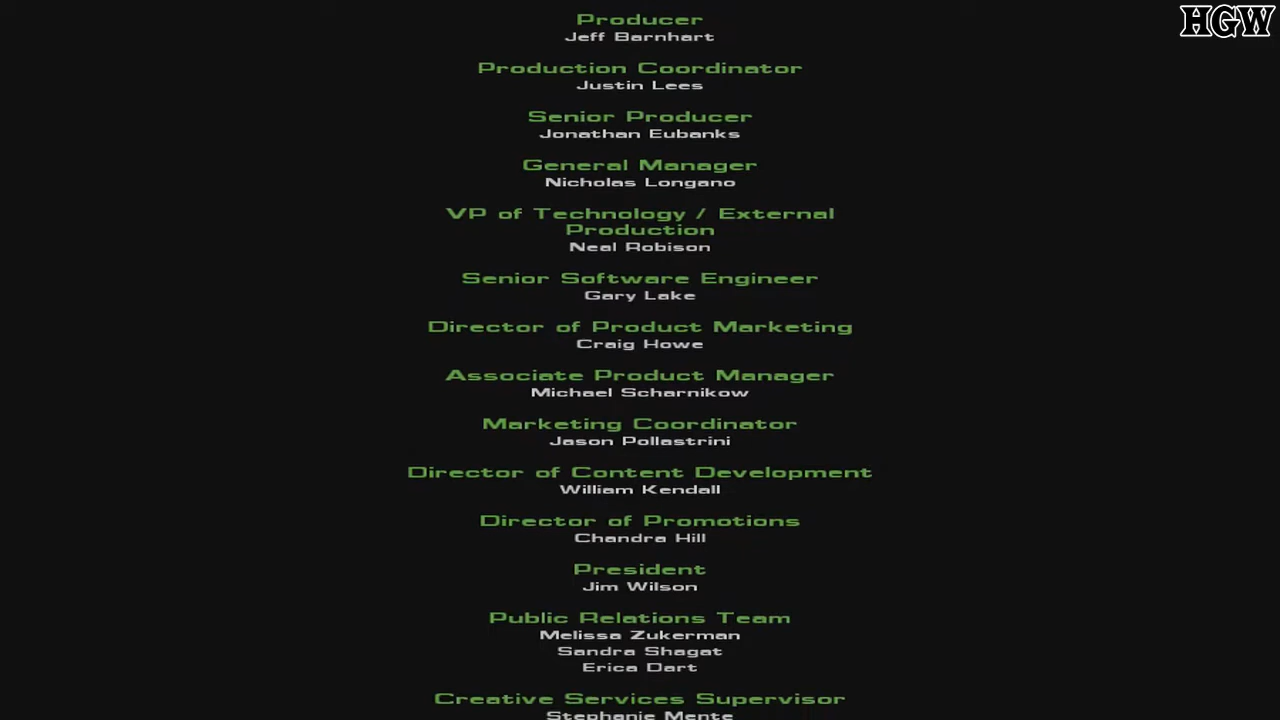 HGW
Producer
Jeff Barnhart
Production Coordinator
Justin Lees
Senior Producer
Jonathan Eubanks
General Manager
Nicholas Longano
VP of Technology / External
Production
Neal Robison
Senior Software Engineer
Gary Lake
Director of Product Marketing
Craig Howe
Associate Product Manager
Michael Scharnikow
Marketing Coordinator
Jason Pollastrini
Director of Content Development
William Kendall
Director of Promotions
Chandra Hill
President
Jim Wilson
Public Relations Team
Melissa Zukerman
Sandra Shagat
Erica Dart
Creative Services Supervisor
Stephanie Mente